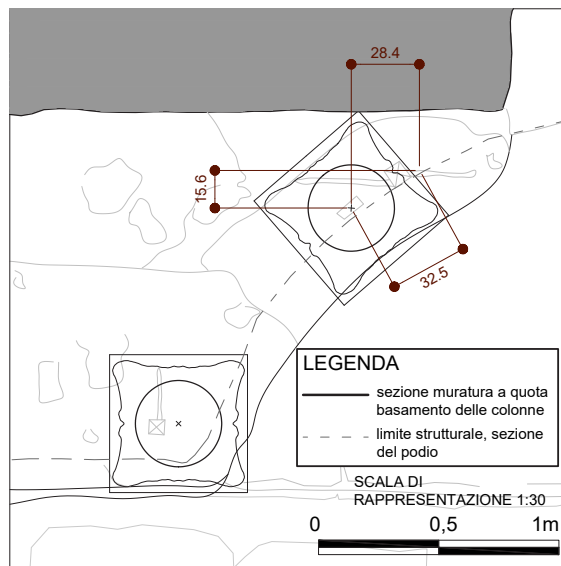 28.4
15.6
32.5
LEGENDA
sezione muratura a quota
basamento delle colonne
limite strutturale, sezione
del podio
SCALA DI
RAPPRESENTAZIONE 1:30
0 0,5 1m